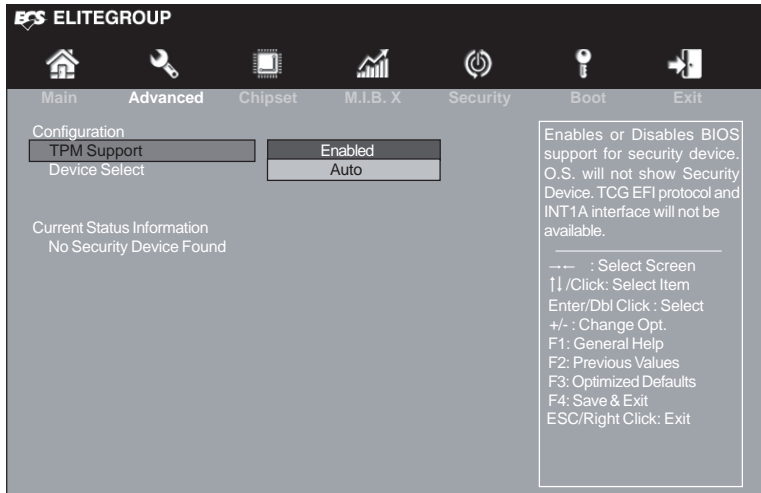 ECS ELITEGROUP
Main Advanced Chipset M.I.B. X Security Boot Exit
Configuration
TPM Support Enabled
Device Select Auto
Current Status Information
No Security Device Found
Enables or Disables BIOS
support for security device.
O.S. will not show Security
Device. TCG EFI protocol and
INT1A interface will not be
available.
→← : Select Screen
↑↓/Click: Select Item
Enter/Dbl Click : Select
+/- : Change Opt.
F1: General Help
F2: Previous Values
F3: Optimized Defaults
F4: Save & Exit
ESC/Right Click: Exit